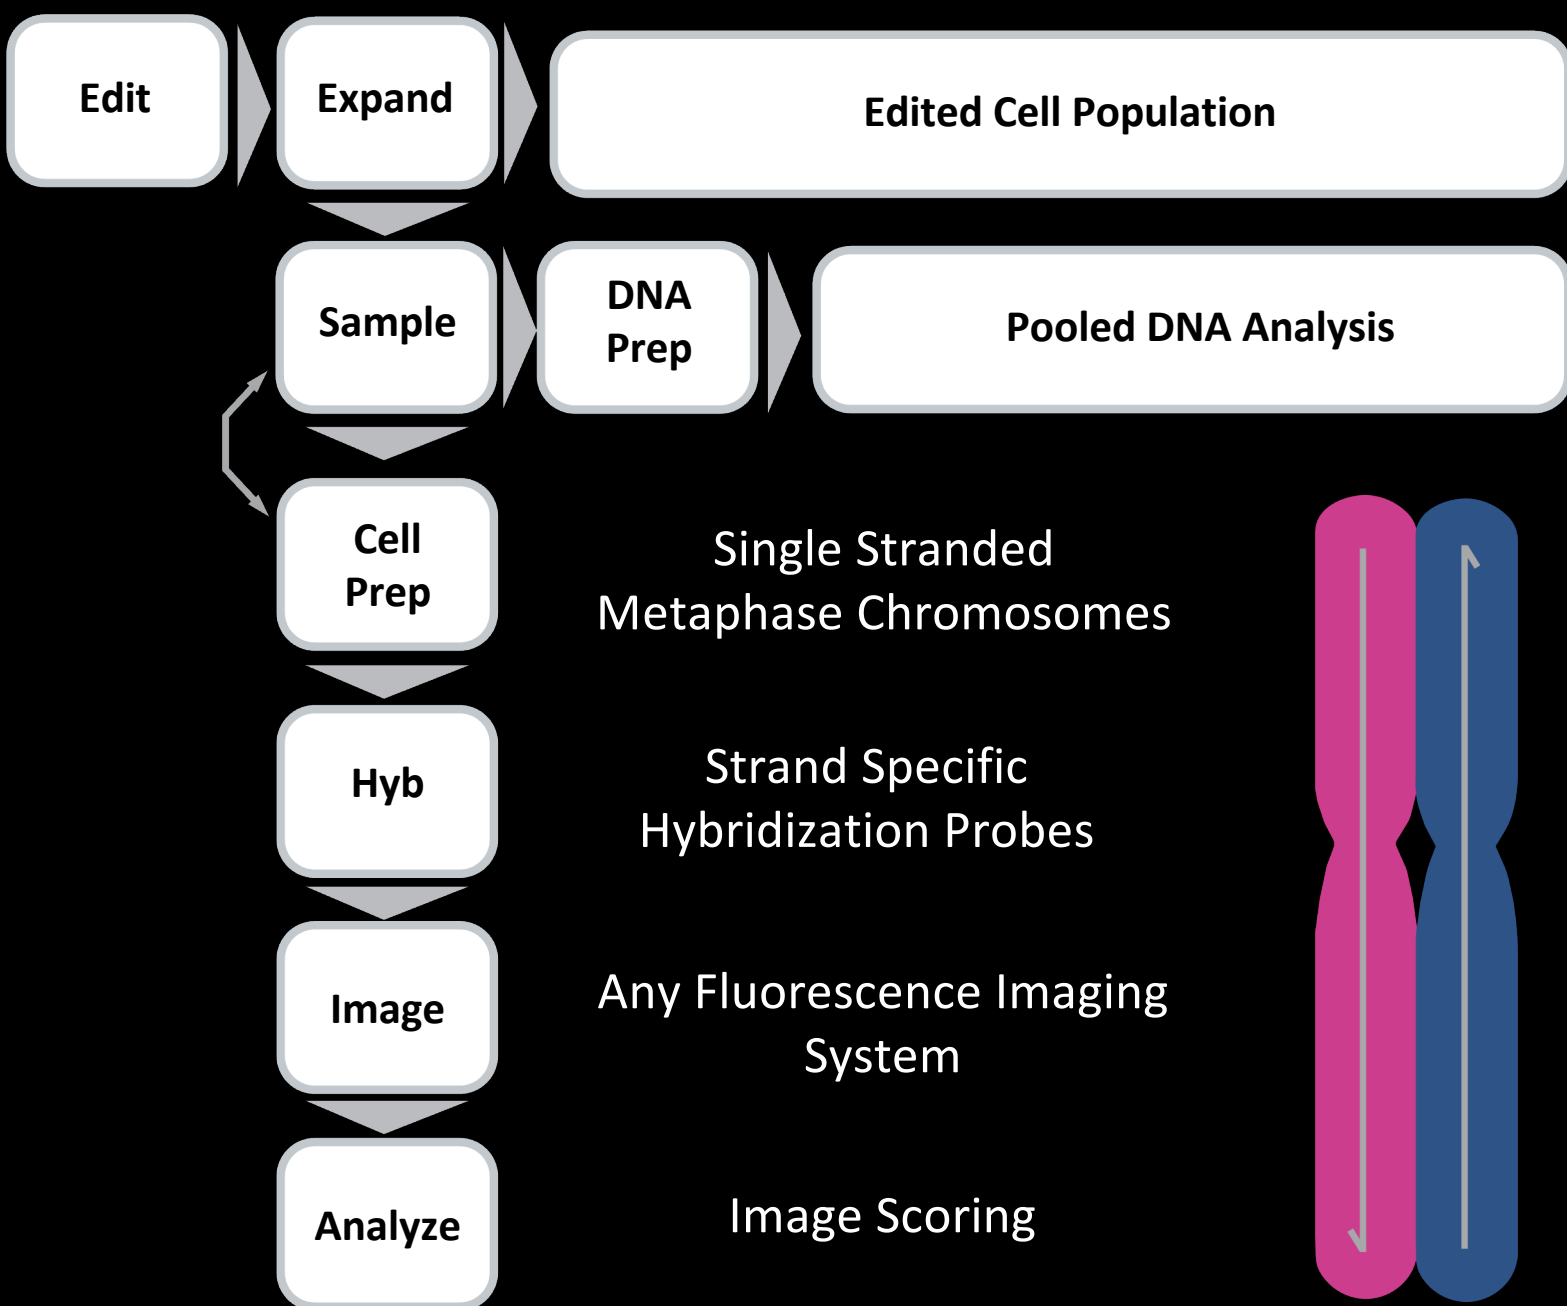 Edit
Expand
Edited Cell Population
Sample
DNA
Prep
Pooled DNA Analysis
Cell
Prep
Single Stranded
Metaphase Chromosomes
Hyb
Strand Specific
Hybridization Probes
Image
Any Fluorescence Imaging
System
Analyze
Image Scoring